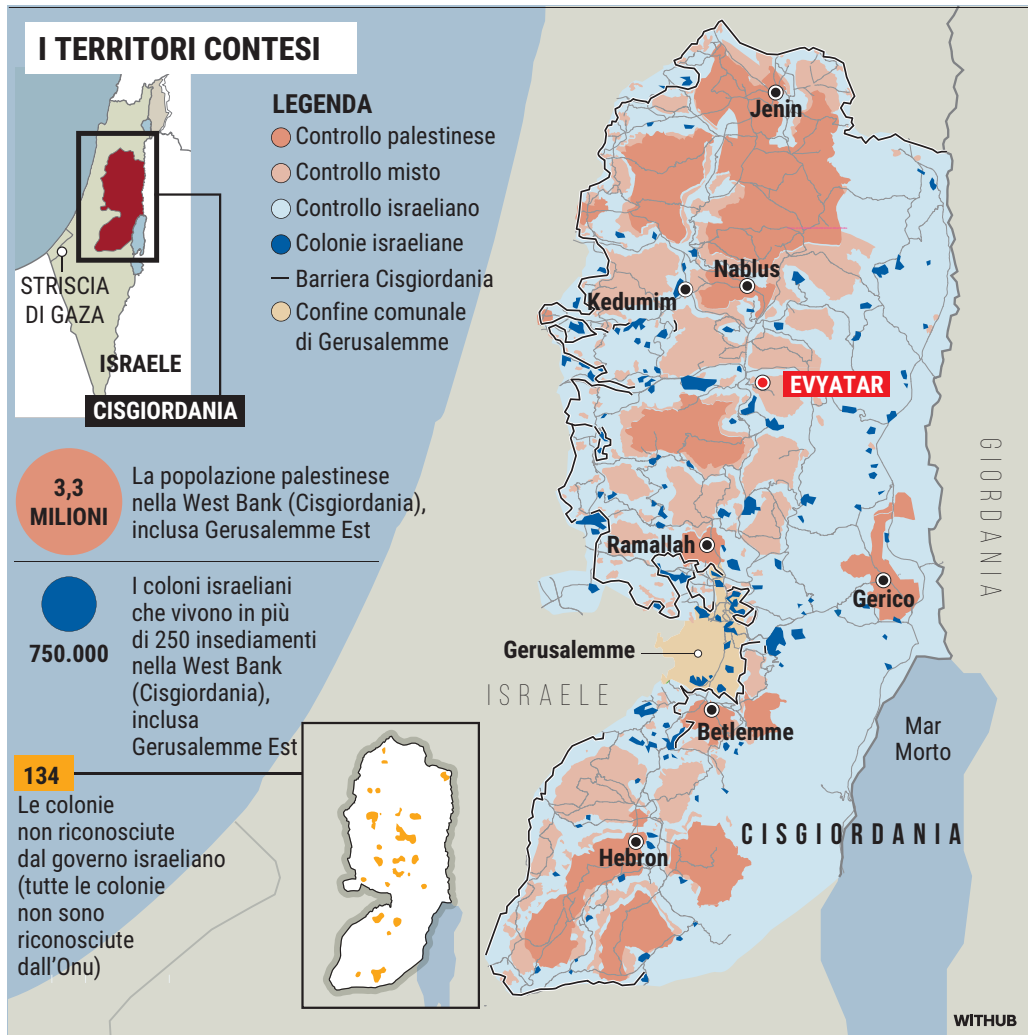 I TERRITORI CONTESI
STRISCIA
DI GAZA
ISRAELE
CISGIORDANIA
LEGENDA
Controllo palestinese
Controllo misto
Controllo israeliano
Colonie israeliane
Barriera Cisgiordania
Confine comunale
di Gerusalemme
3,3
MILIONI
La popolazione palestinese
nella West Bank (Cisgiordania),
inclusa Gerusalemme Est
750.000
I coloni israeliani
che vivono in più
di 250 insediamenti
nella West Bank
(Cisgiordania),
inclusa
Gerusalemme Est
134
Le colonie
non riconosciute
dal governo israeliano
(tutte le colonie
non sono
riconosciute
dall'Onu)
Jenin
Nablus
Kedumim
EVYATAR
GIORDANIA
Ramallah
Gerico
Gerusalemme
ISRAELE
Betlemme
Mar
Morto
CISGIORDANIA
Hebron
WITHUB